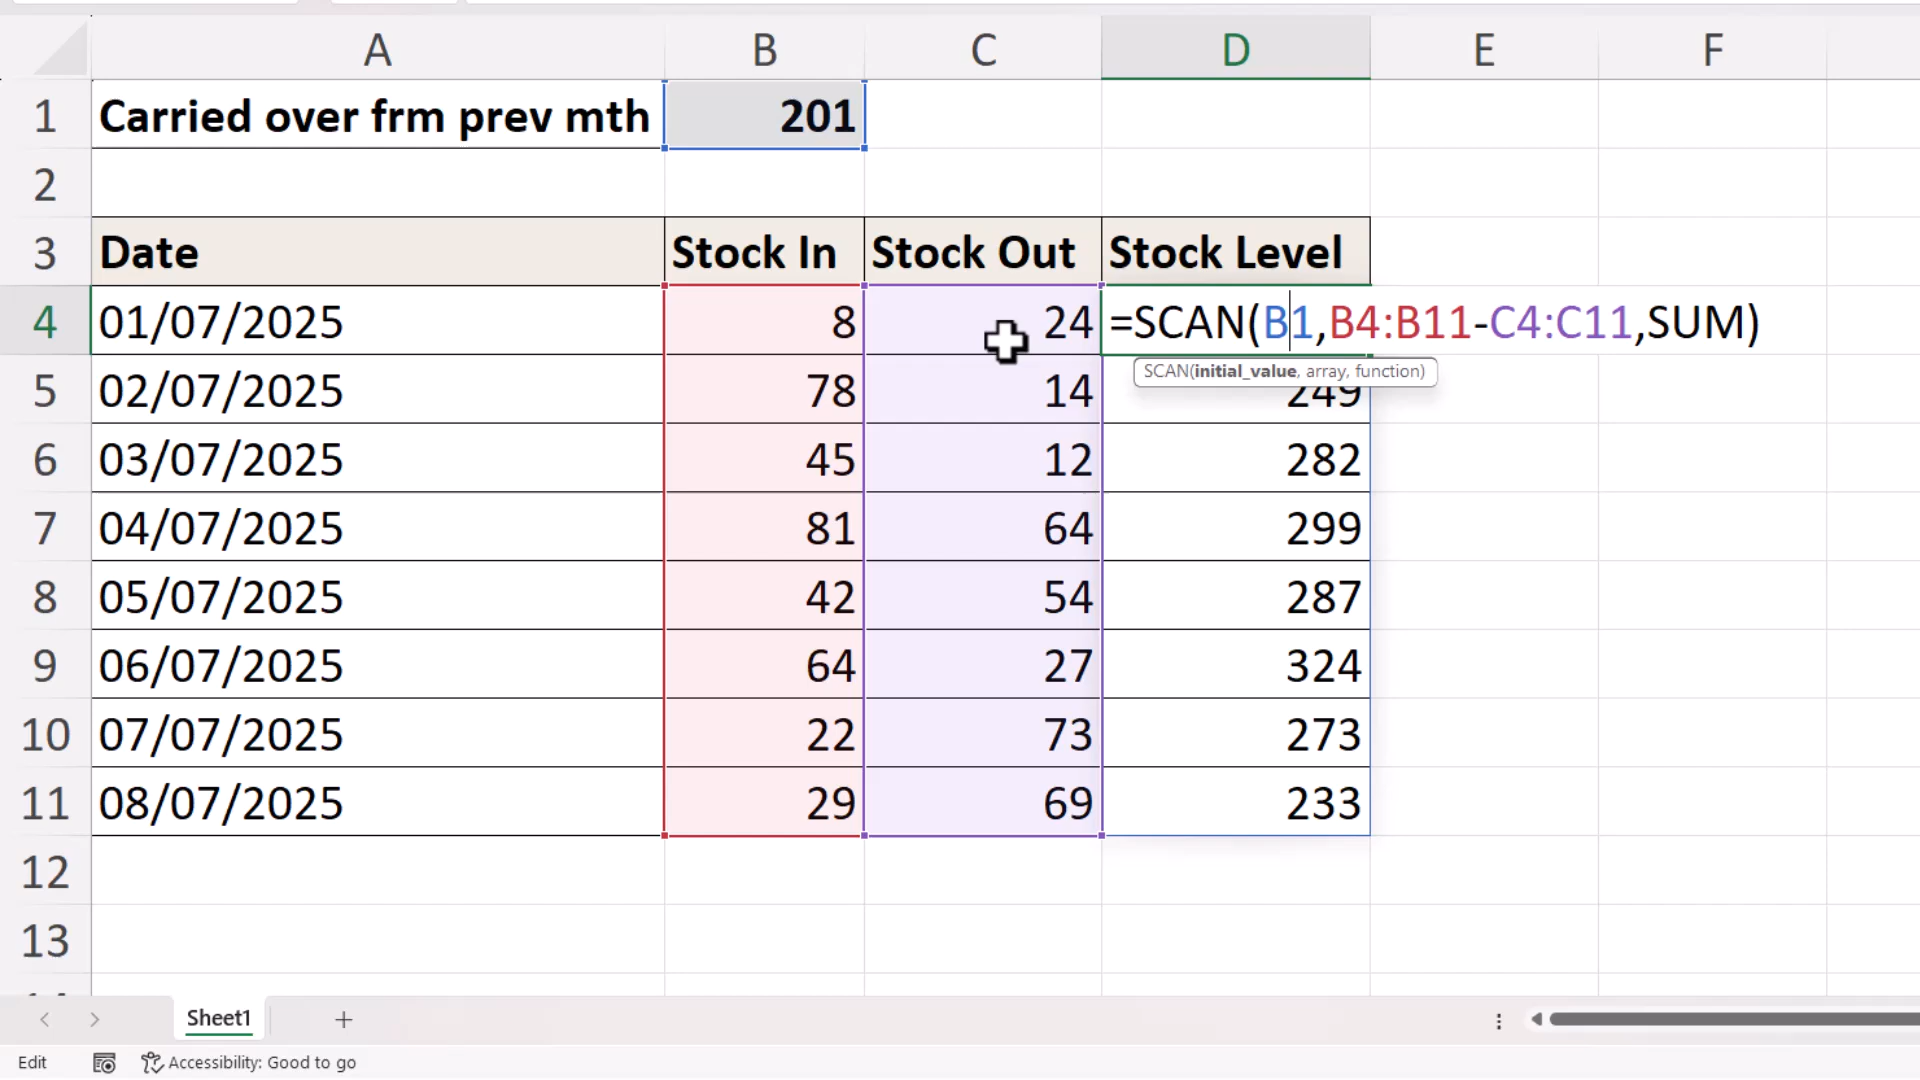 A B C D E F
1 Carried over frm prev mth 201
2
3 Date Stock In Stock Out Stock Level
4 01/07/2025 8 24 =SCAN(B1,B4:B11-C4:C11,SUM)
SCAN(initial_value, array, function)
5 02/07/2025 78 14 249
6 03/07/2025 45 12 282
7 04/07/2025 81 64 299
8 05/07/2025 42 54 287
9 06/07/2025 64 27 324
10 07/07/2025 22 73 273
11 08/07/2025 29 69 233
12
13
Sheet1
Edit Accessibility: Good to go